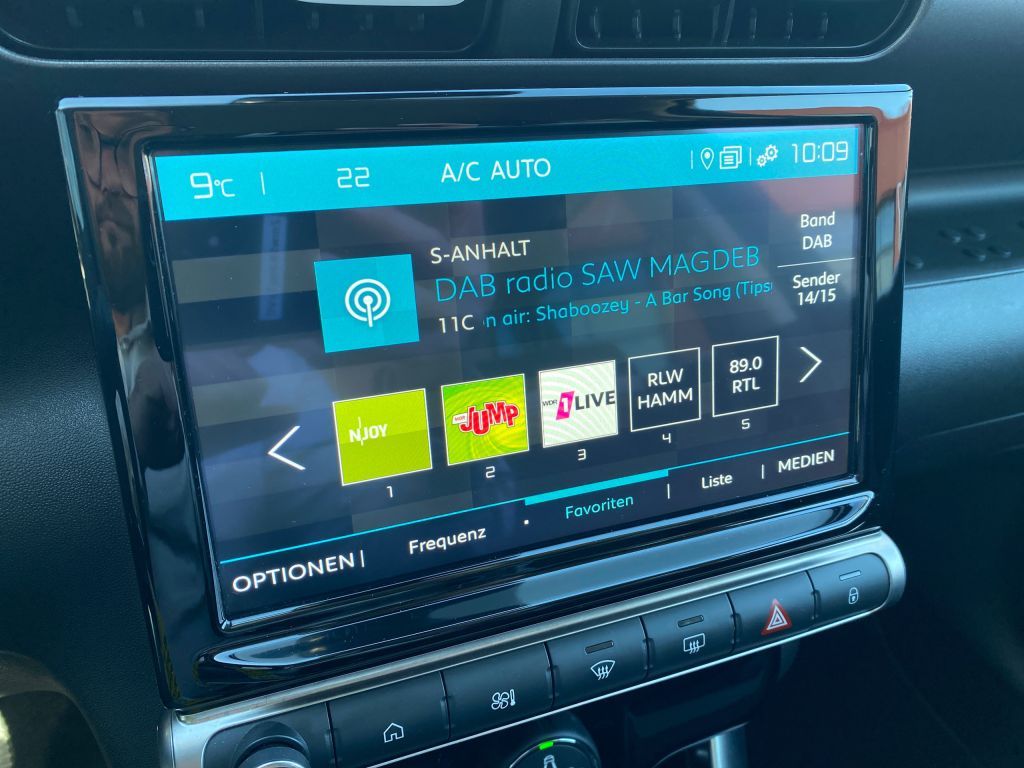 9°C | 22 A/C AUTO 10:09
Band
DAB
S-ANHALT
DAB radio SAW MAGDEB
11C n air: Shaboozey - A Bar Song (Tips
Sender
14/15
N-JOY
MDR JUMP
WDR 1LIVE
RLW
HAMM
89.0
RTL
1 2 3 4 5
OPTIONEN | Frequenz Favoriten | Liste | MEDIEN